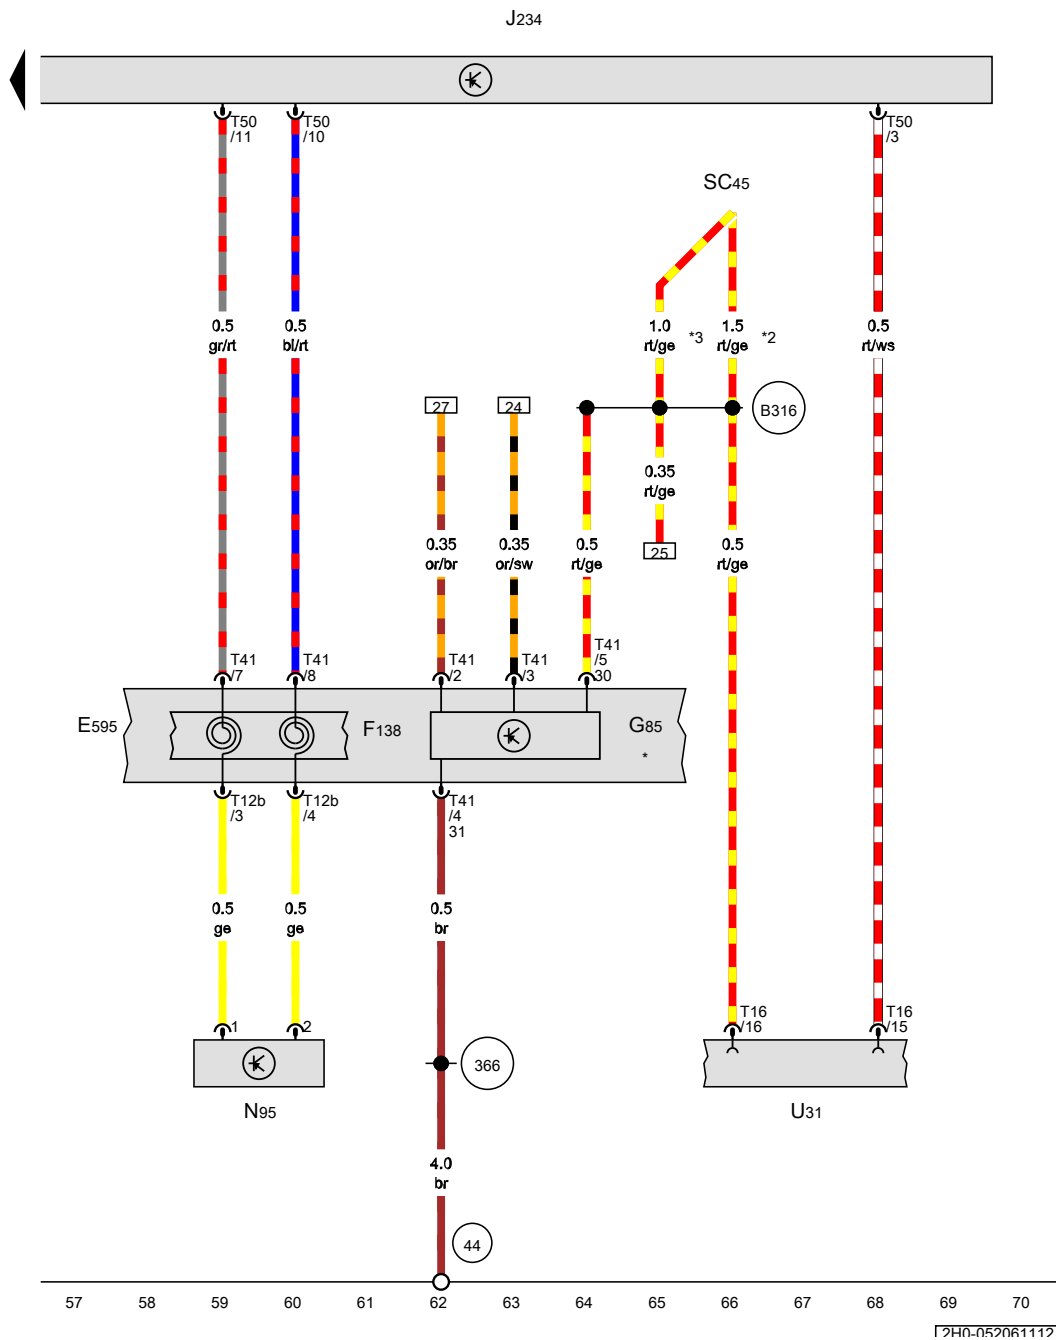 J234
T50
/11
T50
/10
T50
/3
SC45
0.5
gr/rt
0.5
bl/rt
1.0
rt/ge
*3
1.5
rt/ge
*2
0.5
rt/ws
27
24
B316
0.35
rt/ge
0.35
or/br
0.35
or/sw
0.5
rt/ge
25
0.5
rt/ge
T41
/7
T41
/8
T41
/2
T41
/3
T41
/5
30
E595
F138
G85
*
T12b
/3
T12b
/4
T41
/4
31
0.5
ge
0.5
ge
0.5
br
1
2
T16
/16
T16
/15
366
N95
U31
4.0
br
44
57 58 59 60 61 62 63 64 65 66 67 68 69 70
2H0-052061112